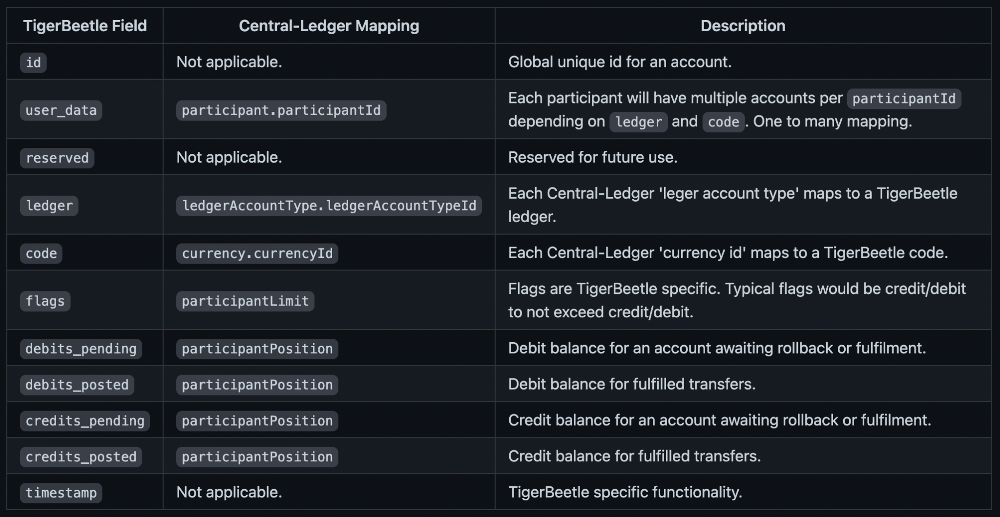 TigerBeetle Field Central-Ledger Mapping Description
id Not applicable. Global unique id for an account.
user_data participant.participantId Each participant will have multiple accounts per participantId
depending on ledger and code. One to many mapping.
reserved Not applicable. Reserved for future use.
ledger ledgerAccountType.ledgerAccountTypeId Each Central-Ledger 'leger account type' maps to a TigerBeetle
ledger.
code currency.currencyId Each Central-Ledger 'currency id' maps to a TigerBeetle code.
flags participantLimit Flags are TigerBeetle specific. Typical flags would be credit/debit
to not exceed credit/debit.
debits_pending participantPosition Debit balance for an account awaiting rollback or fulfilment.
debits_posted participantPosition Debit balance for fulfilled transfers.
credits_pending participantPosition Credit balance for an account awaiting rollback or fulfilment.
credits_posted participantPosition Credit balance for fulfilled transfers.
timestamp Not applicable. TigerBeetle specific functionality.